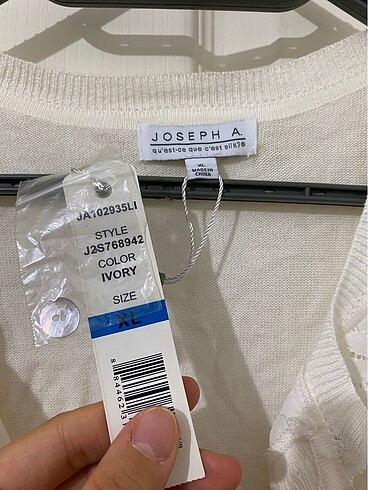 JOSEPH A.
qu'est-ce que c'est silk?®
XL
MADE IN
CHINA
JA102935LI
STYLE
J2S768942
COLOR
IVORY
SIZE
XL